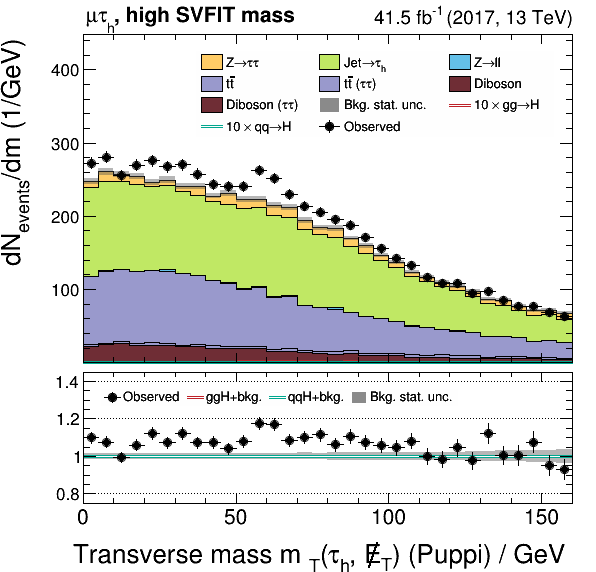 μτh, high SVFIT mass 41.5 fb⁻¹ (2017, 13 TeV)
dNevents/dm (1/GeV)
400
300
200
100
Z→ττ Jet→τh Z→ll
tt̄ tt̄ (ττ) Diboson
Diboson (ττ) Bkg. stat. unc. 10 × gg→H
10 × qq→H Observed
1.4
1.2
1
0.8
Observed ggH+bkg. qqH+bkg. Bkg. stat. unc.
0 50 100 150
Transverse mass m T(τh, E̸T) (Puppi) / GeV